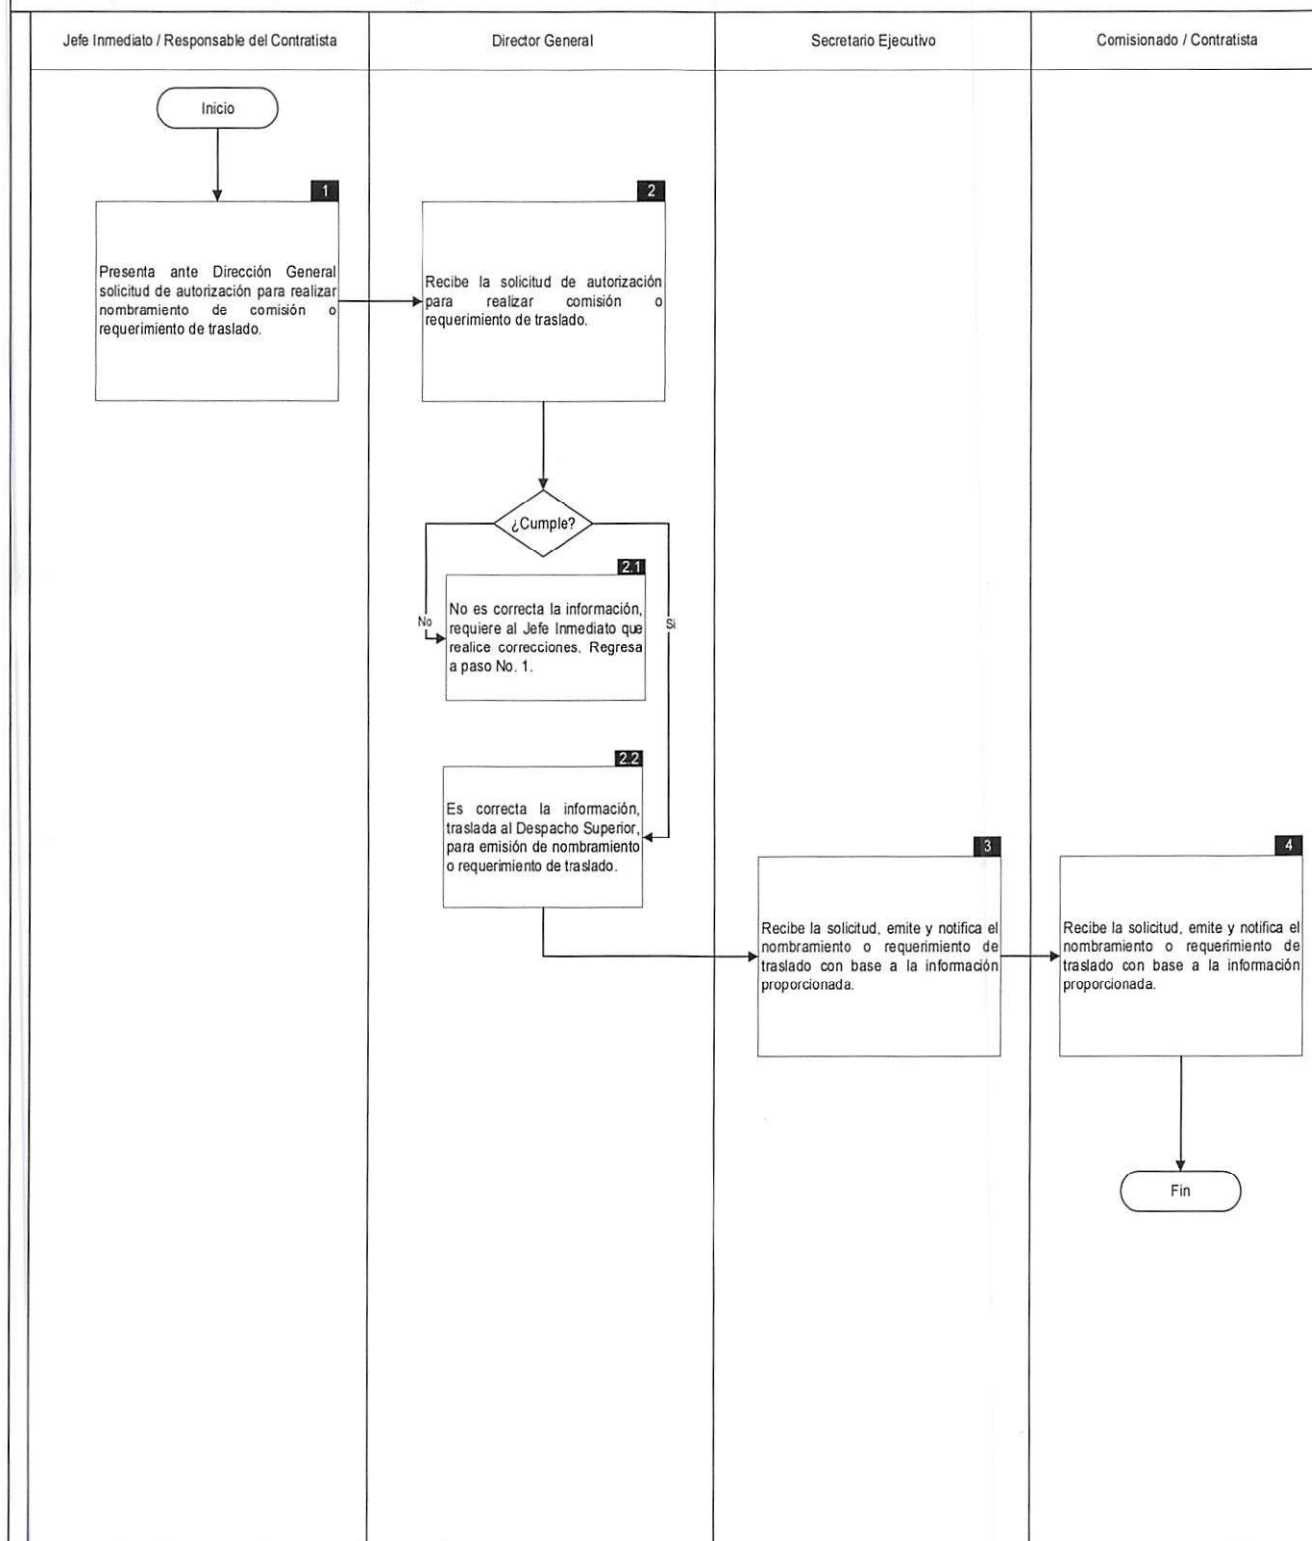 Jefe Inmediato / Responsable del Contratista
Director General
Secretario Ejecutivo
Comisionado / Contratista
Inicio
1
Presenta ante Dirección General
solicitud de autorización para realizar
nombramiento de comisión o
requerimiento de traslado.
2
Recibe la solicitud de autorización
para realizar comisión o
requerimiento de traslado.
¿Cumple?
No
Si
2.1
No es correcta la información,
requiere al Jefe Inmediato que
realice correcciones. Regresa
a paso No. 1.
2.2
Es correcta la información,
traslada al Despacho Superior,
para emisión de nombramiento
o requerimiento de traslado.
3
Recibe la solicitud, emite y notifica el
nombramiento o requerimiento de
traslado con base a la información
proporcionada.
4
Recibe la solicitud, emite y notifica el
nombramiento o requerimiento de
traslado con base a la información
proporcionada.
Fin